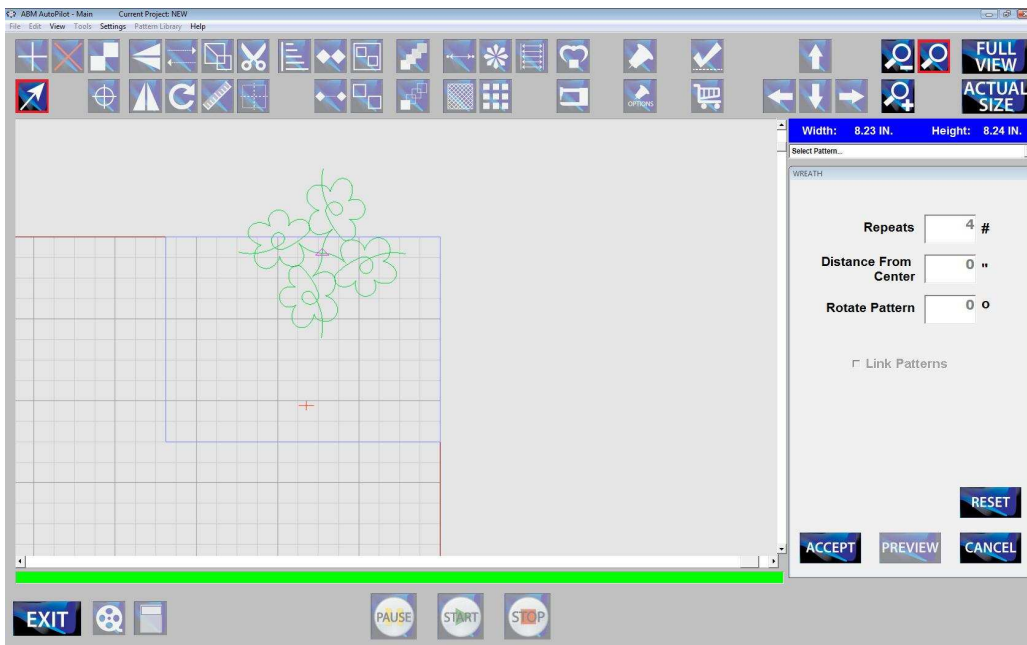 ABM AutoPilot - Main Current Project: NEW
File Edit View Tools Settings Pattern Library Help
FULL VIEW
OPTIONS
ACTUAL SIZE
Width: 8.23 IN. Height: 8.24 IN.
Select Pattern...
WREATH
Repeats 4 #
Distance From Center 0 "
Rotate Pattern 0 o
Link Patterns
RESET
ACCEPT PREVIEW CANCEL
EXIT PAUSE START STOP